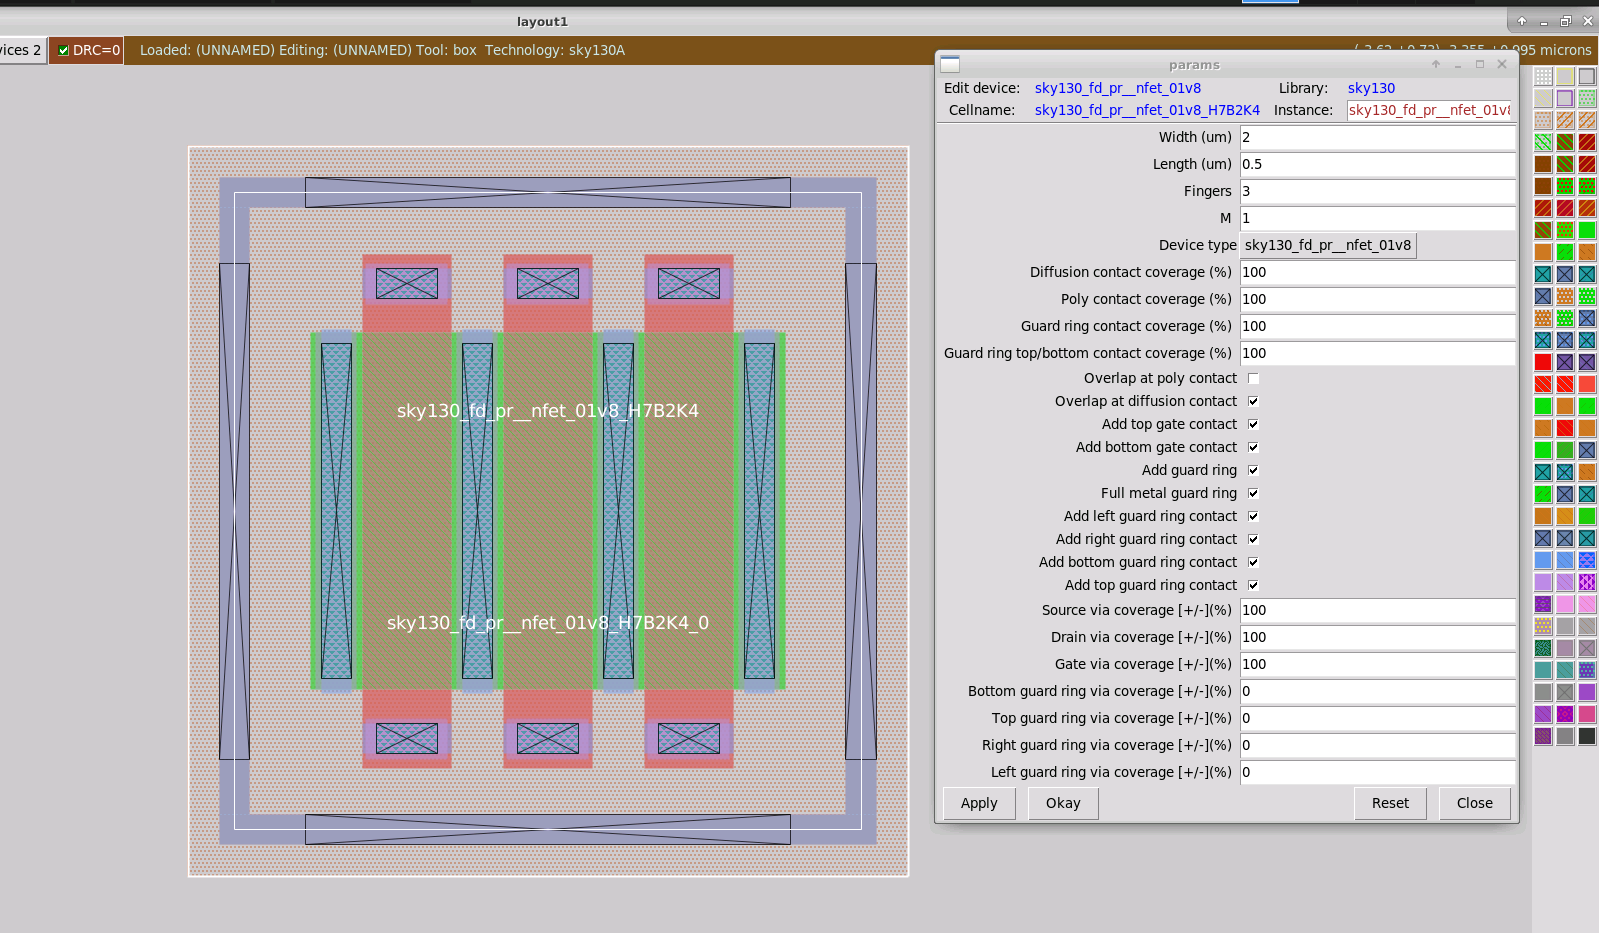 layout1
vices 2
DRC=0
Loaded: (UNNAMED) Editing: (UNNAMED) Tool: box  Technology: sky130A
microns
params
Edit device: sky130_fd_pr__nfet_01v8 Library: sky130
Cellname: sky130_fd_pr__nfet_01v8_H7B2K4 Instance: sky130_fd_pr__nfet_01v8
Width (um) 2
Length (um) 0.5
Fingers 3
M 1
Device type sky130_fd_pr__nfet_01v8
Diffusion contact coverage (%) 100
Poly contact coverage (%) 100
Guard ring contact coverage (%) 100
Guard ring top/bottom contact coverage (%) 100
Overlap at poly contact
Overlap at diffusion contact
Add top gate contact
Add bottom gate contact
Add guard ring
Full metal guard ring
Add left guard ring contact
Add right guard ring contact
Add bottom guard ring contact
Add top guard ring contact
Source via coverage [+/-](%) 100
Drain via coverage [+/-](%) 100
Gate via coverage [+/-](%) 100
Bottom guard ring via coverage [+/-](%) 0
Top guard ring via coverage [+/-](%) 0
Right guard ring via coverage [+/-](%) 0
Left guard ring via coverage [+/-](%) 0
Apply Okay Reset Close
sky130_fd_pr__nfet_01v8_H7B2K4
sky130_fd_pr__nfet_01v8_H7B2K4_0